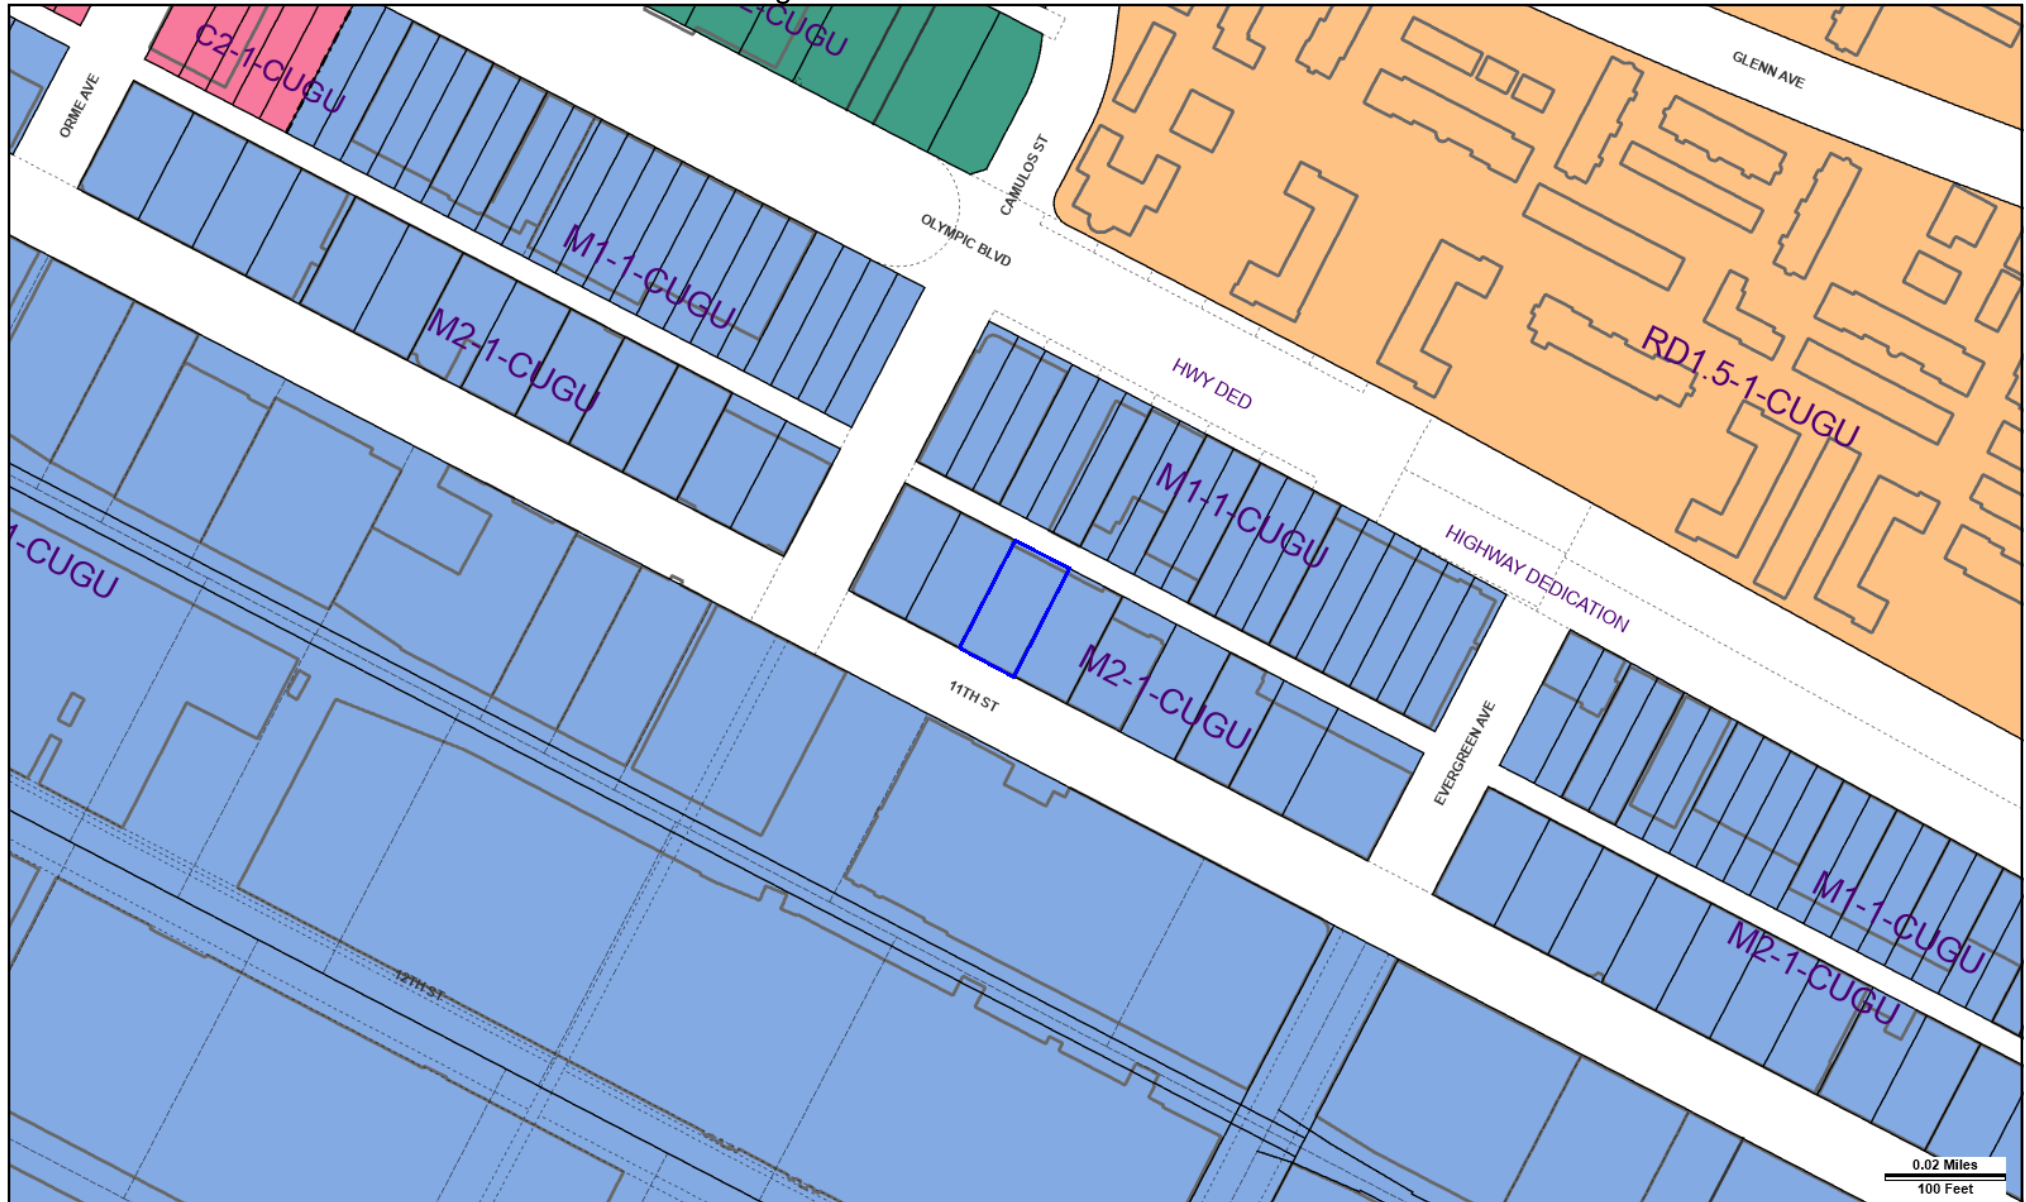 C2-1-CUGU
-CUGU
GLENN AVE
ORME AVE
CAMULOS ST
OLYMPIC BLVD
M1-1-CUGU
M2-1-CUGU
HWY DED
RD1.5-1-CUGU
M1-1-CUGU
HIGHWAY DEDICATION
1-CUGU
M2-1-CUGU
11TH ST
EVERGREEN AVE
M1-1-CUGU
M2-1-CUGU
12TH ST
0.02 Miles
100 Feet